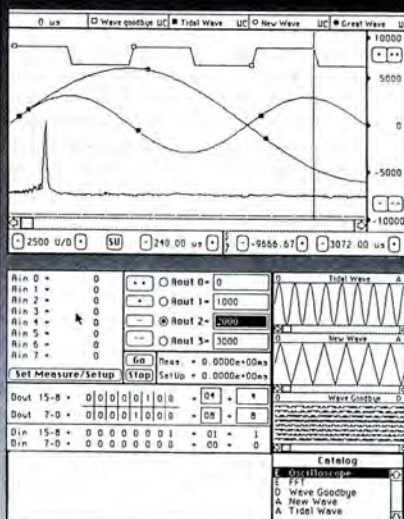 0 us Wave goodbye UC Tidal Wave UC New Wave UC Great Wave U
10000
5000
0
-5000
-10000
2500 U/D SU 240.00 us -9666.67 -3072.00 us
Ain 0 = 0
Ain 1 = 0
Ain 2 = 0
Ain 3 = 0
Ain 4 = 0
Ain 5 = 0
Ain 6 = 0
Ain 7 = 0
Aout 0= 0
Aout 1= 1000
Aout 2= 2000
Aout 3= 3000
Set Measure/Setup
Go Stop
Meas. = 0.0000e+00ms
SetUp = 0.0000e+00ms
Dout 15-8 = 0 0 0 0 0 1 0 0 = 04 = 4
Dout 7-0 = 0 0 0 0 1 0 0 0 = 08 = 8
Din 15-8 = 0 0 0 0 0 0 0 1 = 01 = 1
Din 7-0 = 0 0 0 0 0 0 0 0 = 00 = 0
0 Tidal Wave A
0 New Wave A
0 Wave Goodbye D
Catalog
E Oscilloscope
E FFT
D Wave Goodbye
A New Wave
A Tidal Wave